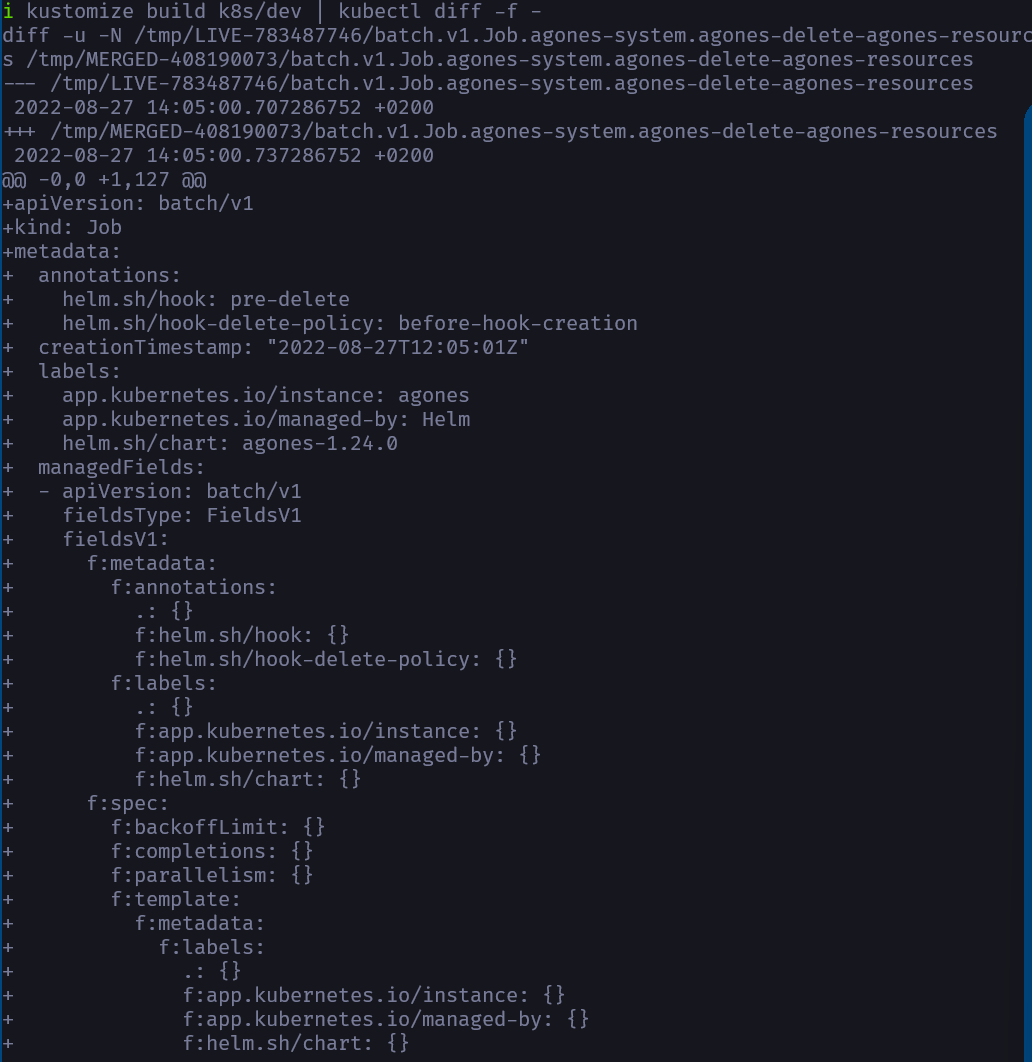 i kustomize build k8s/dev | kubectl diff -f -
diff -u -N /tmp/LIVE-783487746/batch.v1.Job.agones-system.agones-delete-agones-resourc
s /tmp/MERGED-408190073/batch.v1.Job.agones-system.agones-delete-agones-resources
--- /tmp/LIVE-783487746/batch.v1.Job.agones-system.agones-delete-agones-resources
 2022-08-27 14:05:00.707286752 +0200
+++ /tmp/MERGED-408190073/batch.v1.Job.agones-system.agones-delete-agones-resources
 2022-08-27 14:05:00.737286752 +0200
@@ -0,0 +1,127 @@
+apiVersion: batch/v1
+kind: Job
+metadata:
+  annotations:
+    helm.sh/hook: pre-delete
+    helm.sh/hook-delete-policy: before-hook-creation
+  creationTimestamp: "2022-08-27T12:05:01Z"
+  labels:
+    app.kubernetes.io/instance: agones
+    app.kubernetes.io/managed-by: Helm
+    helm.sh/chart: agones-1.24.0
+  managedFields:
+  - apiVersion: batch/v1
+    fieldsType: FieldsV1
+    fieldsV1:
+      f:metadata:
+        f:annotations:
+          .: {}
+          f:helm.sh/hook: {}
+          f:helm.sh/hook-delete-policy: {}
+        f:labels:
+          .: {}
+          f:app.kubernetes.io/instance: {}
+          f:app.kubernetes.io/managed-by: {}
+          f:helm.sh/chart: {}
+      f:spec:
+        f:backoffLimit: {}
+        f:completions: {}
+        f:parallelism: {}
+        f:template:
+          f:metadata:
+            f:labels:
+              .: {}
+              f:app.kubernetes.io/instance: {}
+              f:app.kubernetes.io/managed-by: {}
+              f:helm.sh/chart: {}